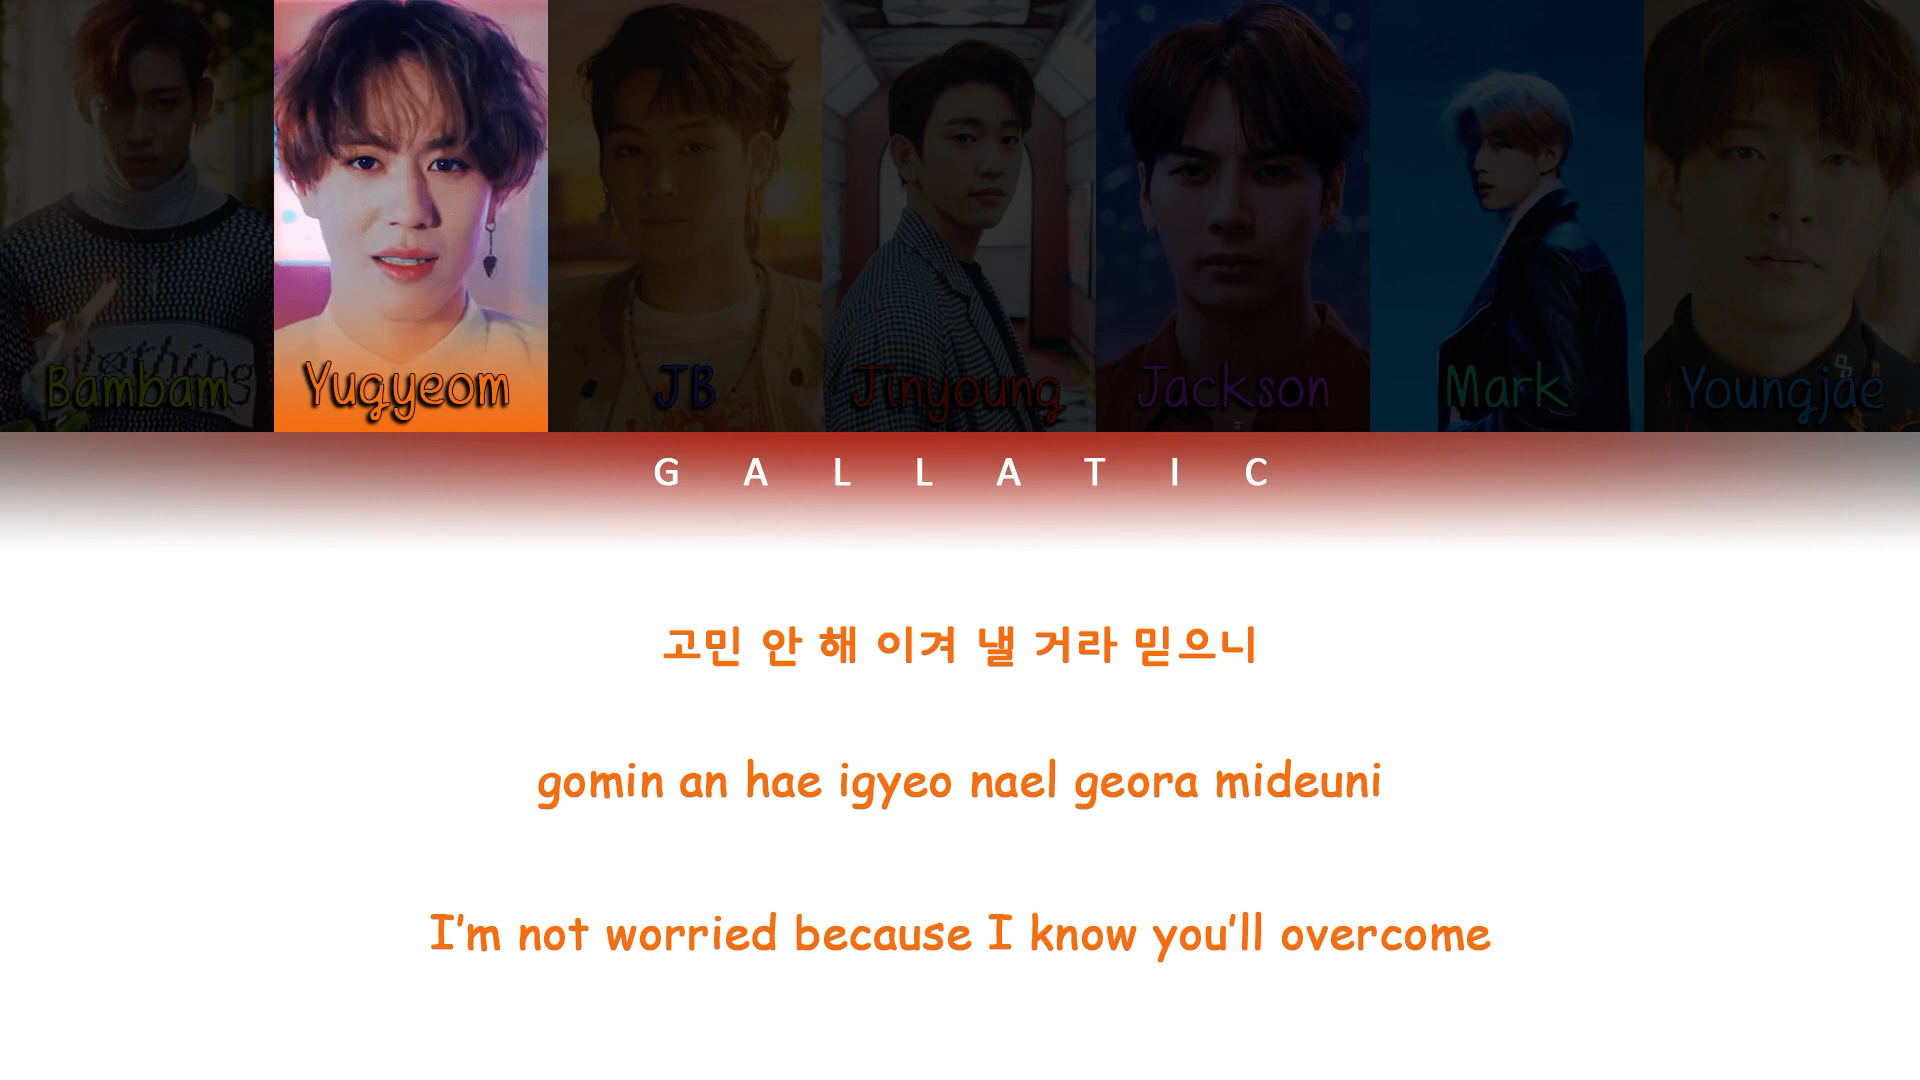 Nothing
Bambam
Yugyeom
JB
Jinyoung
Jackson
Mark
Youngjae
G A L L A T I C
고민 안 해 이겨 낼 거라 믿으니
gomin an hae igyeo nael geora mideuni
I'm not worried because I know you'll overcome